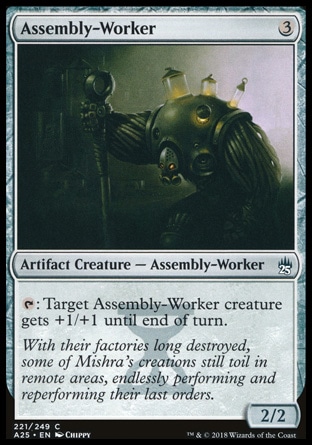 Assembly-Worker 3
Artifact Creature — Assembly-Worker 25
: Target Assembly-Worker creature
gets +1/+1 until end of turn.
With their factories long destroyed,
some of Mishra's creations still toil in
remote areas, endlessly performing and
reperforming their last orders.
2/2
221/249 C
A25 • EN Chippy
™ & © 2018 Wizards of the Coast